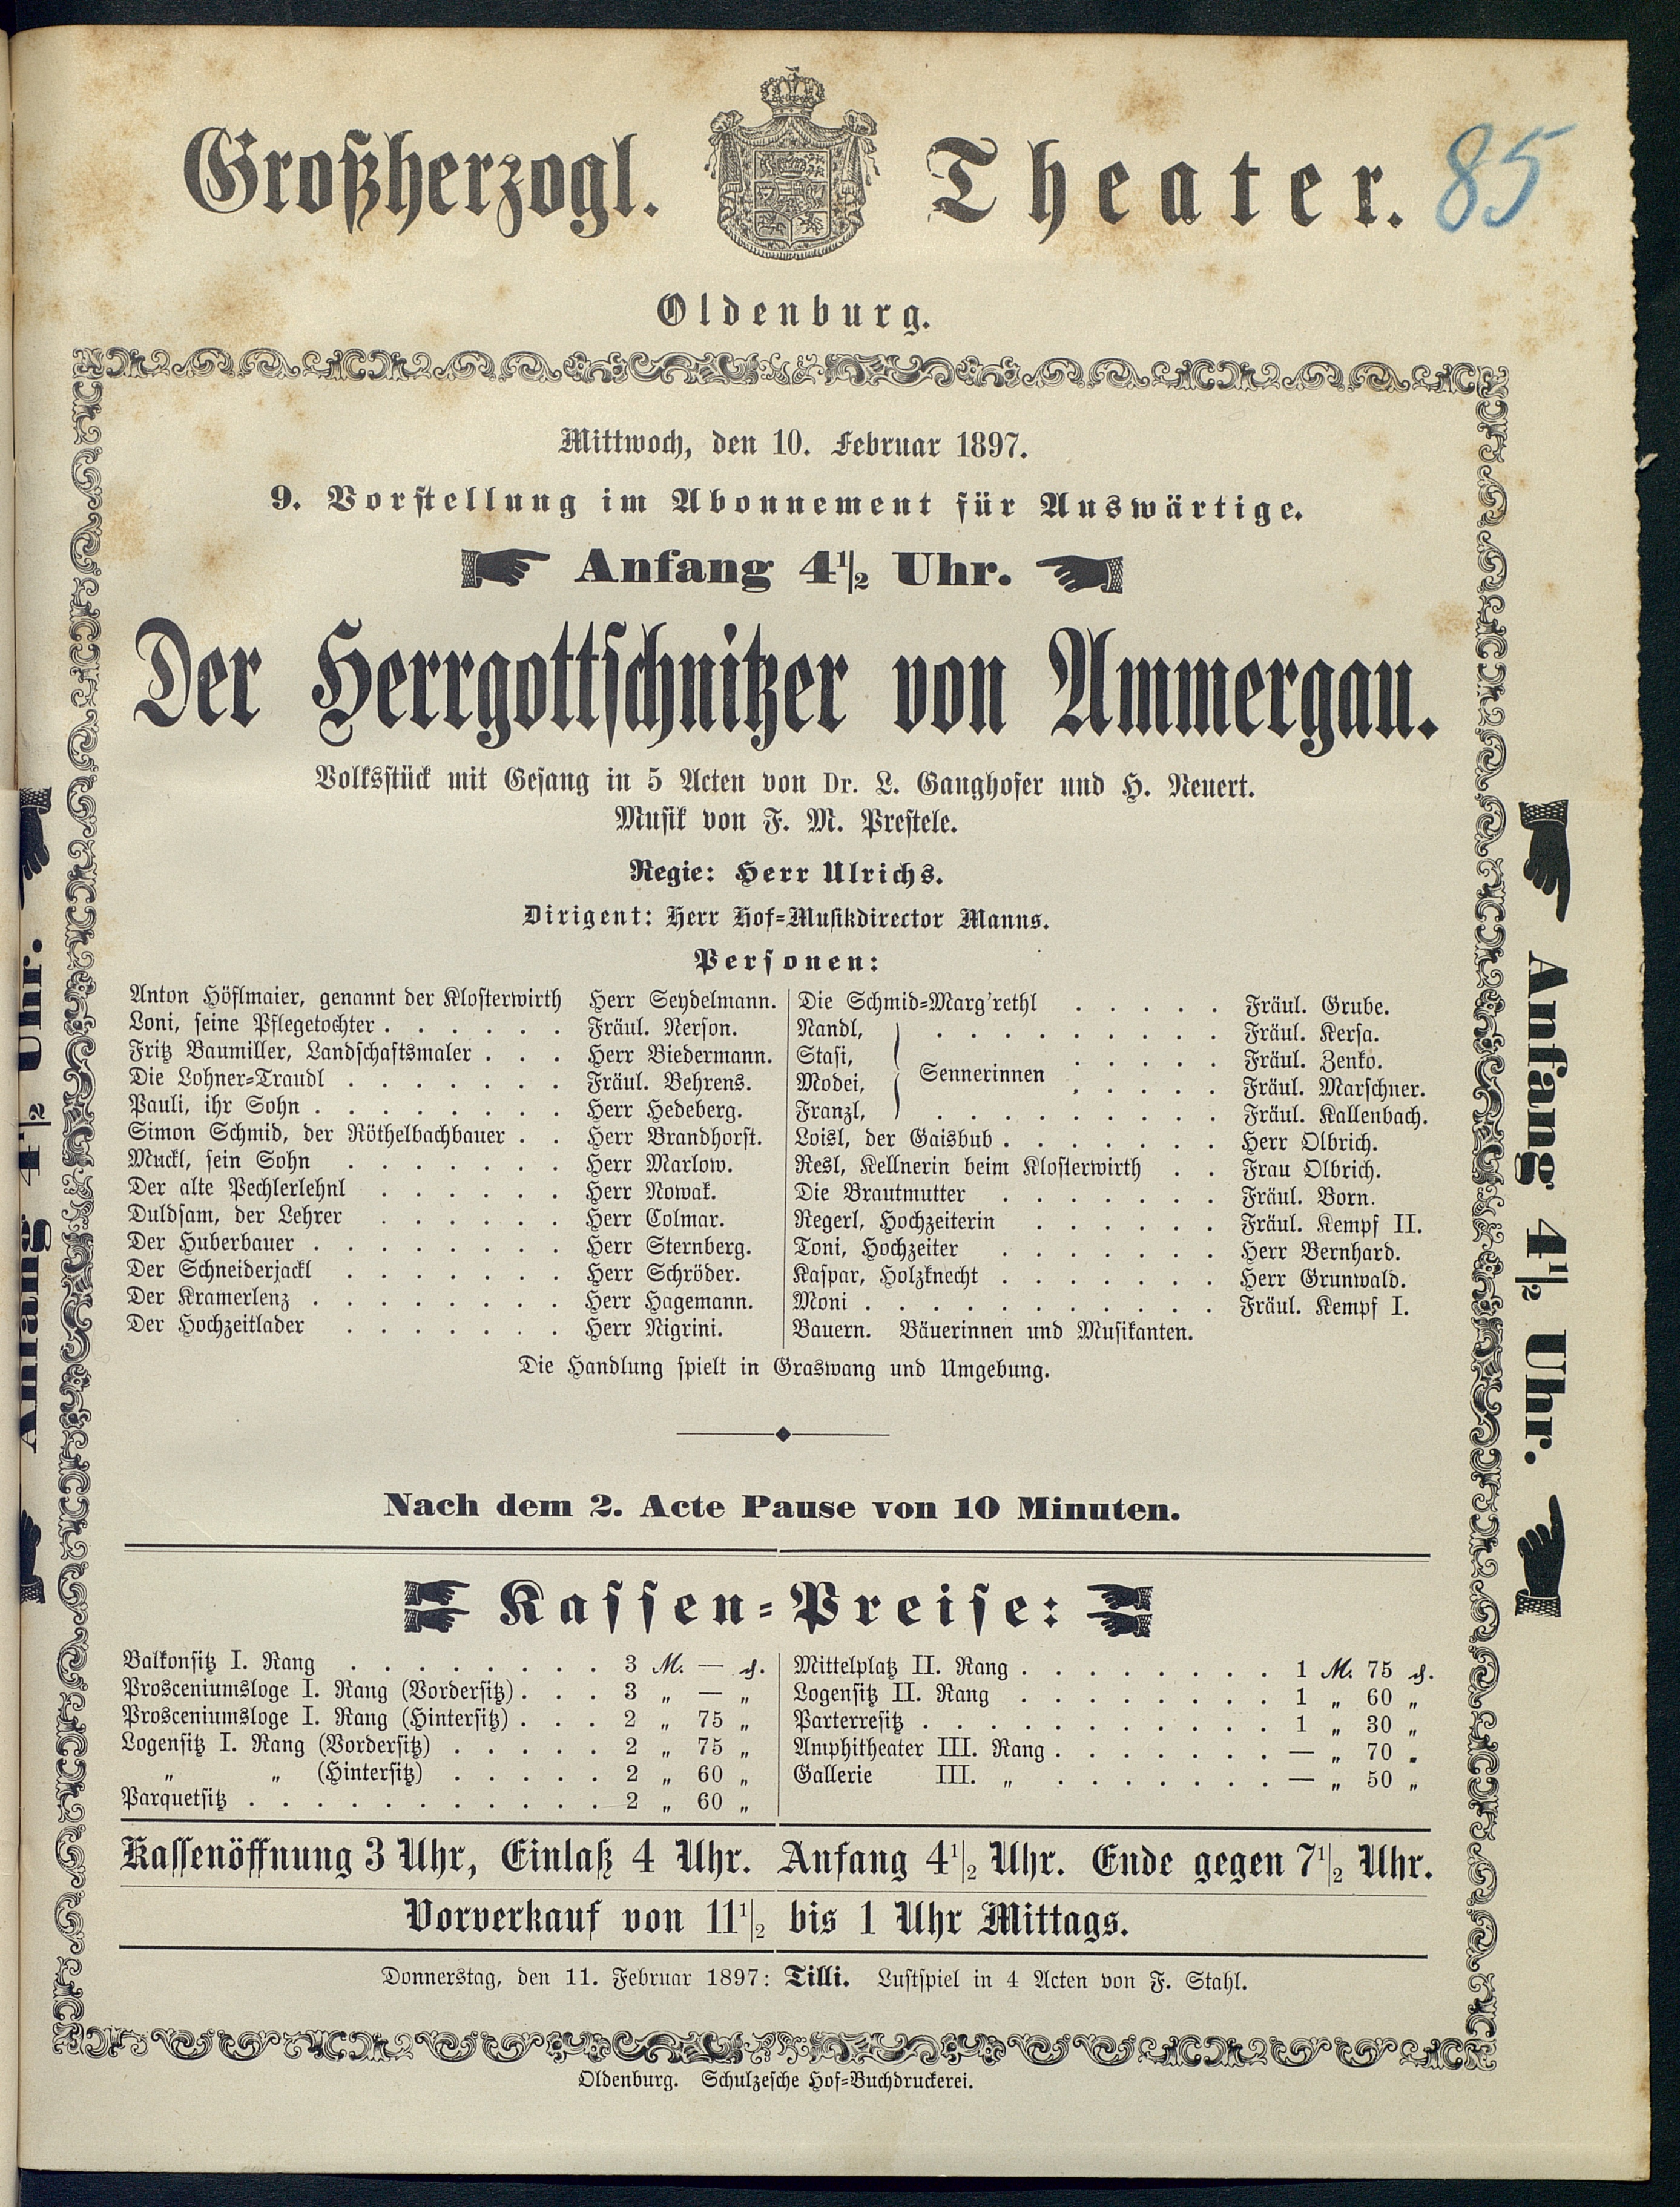 Großherzogl. Theater. 85
Oldenburg.
Mittwoch, den 10. Februar 1897.
9. Vorstellung im Abonnement für Auswärtige.
Anfang 4½ Uhr.
Der Herrgottschnitzer von Ammergau.
Volksstück mit Gesang in 5 Acten von Dr. L. Ganghofer und H. Neuert.
Musik von F. M. Prestele.
Regie: Herr Ulrichs.
Dirigent: Herr Hof-Musikdirector Manns.
Personen:
Anton Höflmaier, genannt der Klosterwirth Herr Seydelmann.
Loni, seine Pflegetochter . . . . . . Fräul. Nerson.
Fritz Baumiller, Landschaftsmaler . . . Herr Biedermann.
Die Lohner-Traudl . . . . . . . Fräul. Behrens.
Pauli, ihr Sohn . . . . . . . . Herr Hedeberg.
Simon Schmid, der Röthelbachbauer . . Herr Brandhorst.
Muckl, sein Sohn . . . . . . . Herr Marlow.
Der alte Pechlerlehnl . . . . . . Herr Nowak.
Duldsam, der Lehrer . . . . . . Herr Colmar.
Der Huberbauer . . . . . . . . Herr Sternberg.
Der Schneiderjackl . . . . . . . Herr Schröder.
Der Kramerlenz . . . . . . . . Herr Hagemann.
Der Hochzeitlader . . . . . . . Herr Nigrini.
Die Schmid-Marg'rethl . . . . . Fräul. Grube.
Nandl, . . . . . . . . . Fräul. Kersa.
Stasi, . . . . . Fräul. Zenko.
Sennerinnen
Modei, . . . . . Fräul. Marschner.
Franzl, . . . . . . . . . Fräul. Kallenbach.
Loisl, der Gaisbub . . . . . . . Herr Olbrich.
Resl, Kellnerin beim Klosterwirth . . Frau Olbrich.
Die Brautmutter . . . . . . . Fräul. Born.
Regerl, Hochzeiterin . . . . . . Fräul. Kempf II.
Toni, Hochzeiter . . . . . . . Herr Bernhard.
Kaspar, Holzknecht . . . . . . . Herr Grunwald.
Moni . . . . . . . . . . . Fräul. Kempf I.
Bauern. Bäuerinnen und Musikanten.
Die Handlung spielt in Graswang und Umgebung.
Nach dem 2. Acte Pause von 10 Minuten.
Kassen-Preise:
Balkonsitz I. Rang . . . . . . . . 3 M. — ₰.
Prosceniumsloge I. Rang (Vordersitz) . . . 3 „ — „
Prosceniumsloge I. Rang (Hintersitz) . . . 2 „ 75 „
Logensitz I. Rang (Vordersitz) . . . . . 2 „ 75 „
„ „ (Hintersitz) . . . . . 2 „ 60 „
Parquetsitz . . . . . . . . . . . 2 „ 60 „
Mittelplatz II. Rang . . . . . . . . 1 M. 75 ₰.
Logensitz II. Rang . . . . . . . . 1 „ 60 „
Parterresitz . . . . . . . . . . . 1 „ 30 „
Amphitheater III. Rang . . . . . . . — „ 70 „
Gallerie III. „ . . . . . . . — „ 50 „
Kassenöffnung 3 Uhr, Einlaß 4 Uhr. Anfang 4½ Uhr. Ende gegen 7½ Uhr.
Vorverkauf von 11½ bis 1 Uhr Mittags.
Donnerstag, den 11. Februar 1897: Tilli. Lustspiel in 4 Acten von F. Stahl.
Oldenburg. Schulzesche Hof-Buchdruckerei.
Anfang 4½ Uhr.
Anfang 4½ Uhr.